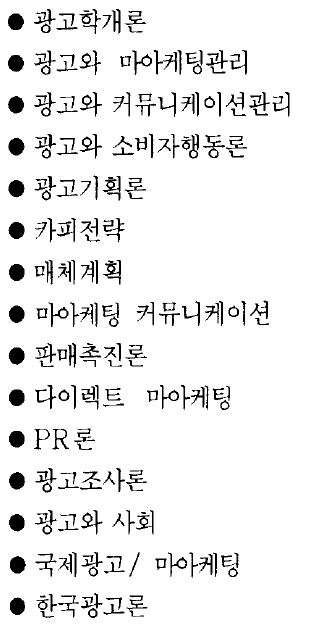 ● 광고학개론
● 광고와 마아케팅관리
● 광고와 커뮤니케이션관리
● 광고와 소비자행동론
● 광고기획론
● 카피전략
● 매체계획
● 마아케팅 커뮤니케이션
● 판매촉진론
● 다이렉트 마아케팅
● PR론
● 광고조사론
● 광고와 사회
● 국제광고/ 마아케팅
● 한국광고론